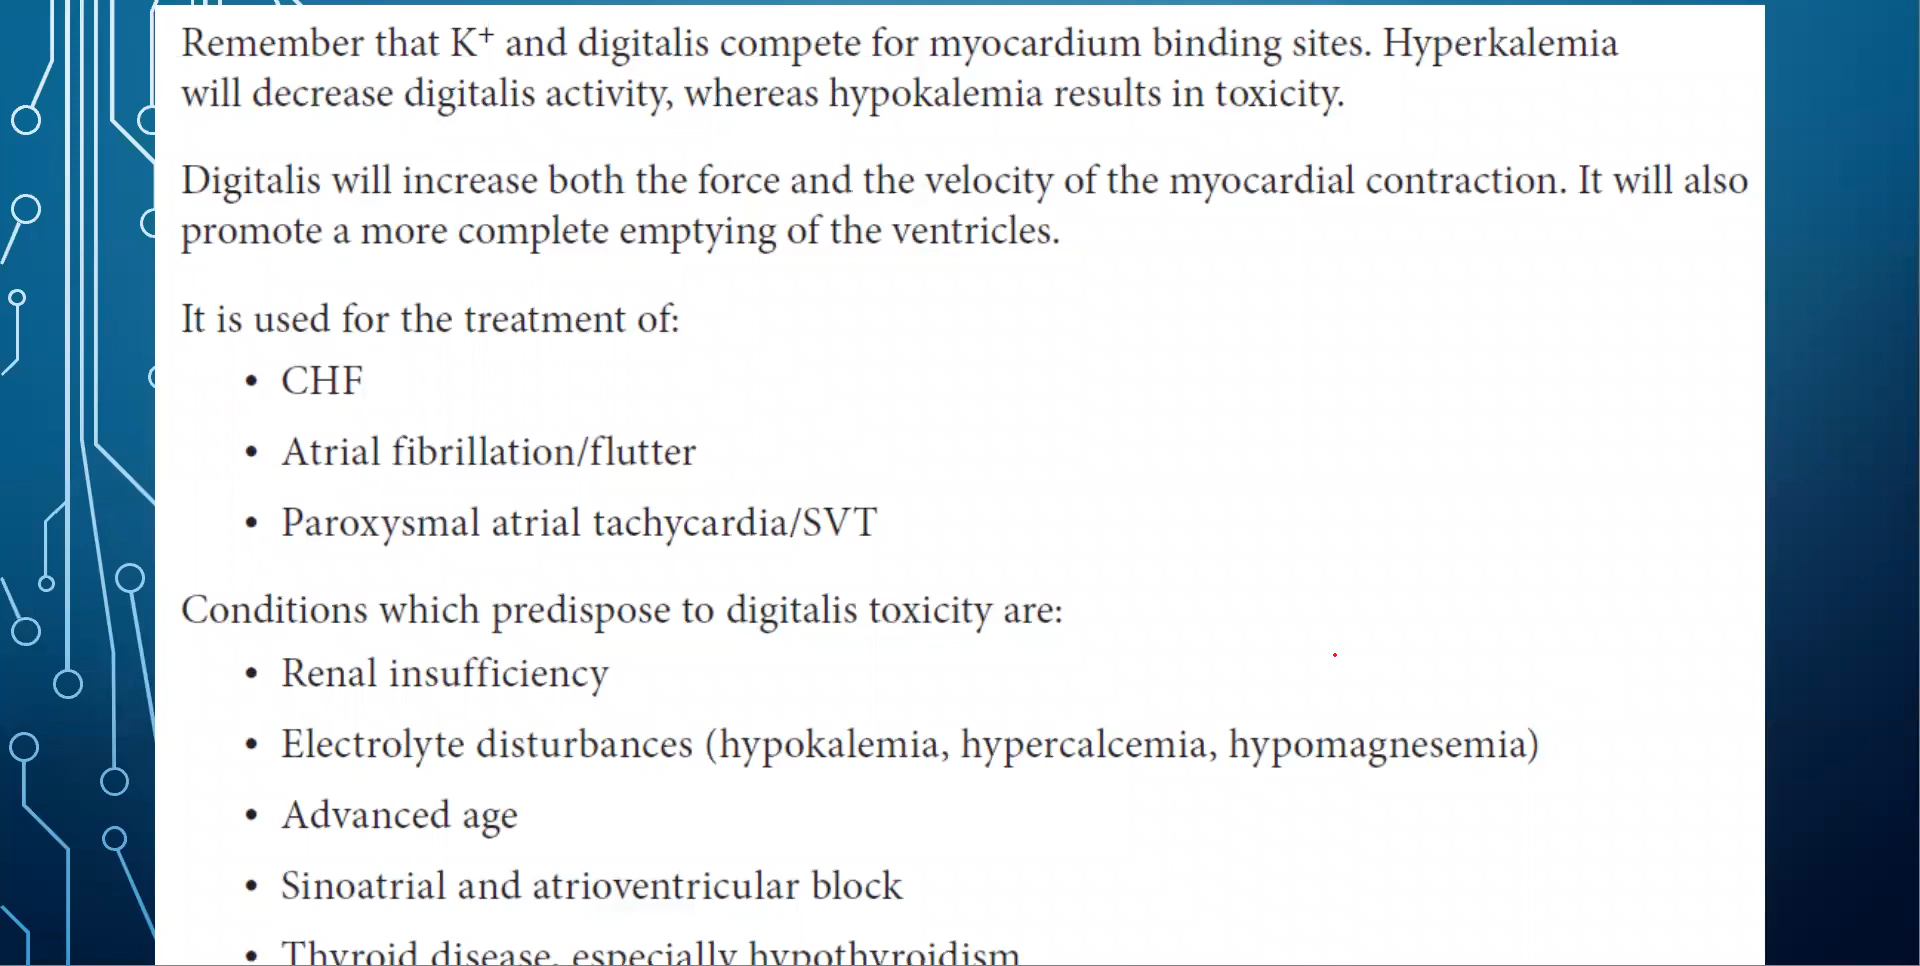 Remember that K⁺ and digitalis compete for myocardium binding sites. Hyperkalemia
will decrease digitalis activity, whereas hypokalemia results in toxicity.
Digitalis will increase both the force and the velocity of the myocardial contraction. It will also
promote a more complete emptying of the ventricles.
It is used for the treatment of:
• CHF
• Atrial fibrillation/flutter
• Paroxysmal atrial tachycardia/SVT
Conditions which predispose to digitalis toxicity are:
• Renal insufficiency
• Electrolyte disturbances (hypokalemia, hypercalcemia, hypomagnesemia)
• Advanced age
• Sinoatrial and atrioventricular block
• Thyroid disease, especially hypothyroidism